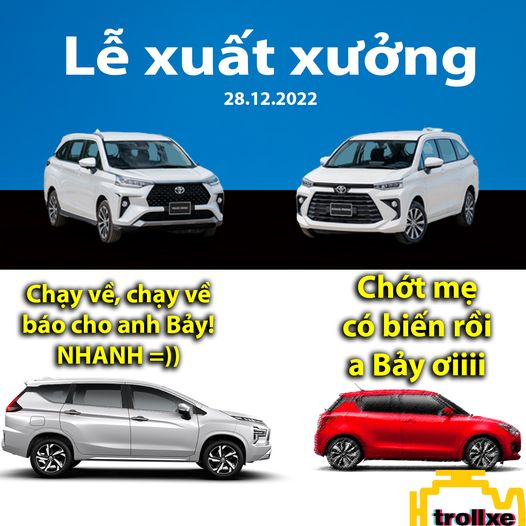 Lễ xuất xưởng
28.12.2022
Chạy về, chạy về
báo cho anh Bảy!
NHANH =))
Chớt mẹ
có biến rồi
a Bảy ơiiii
trollxe